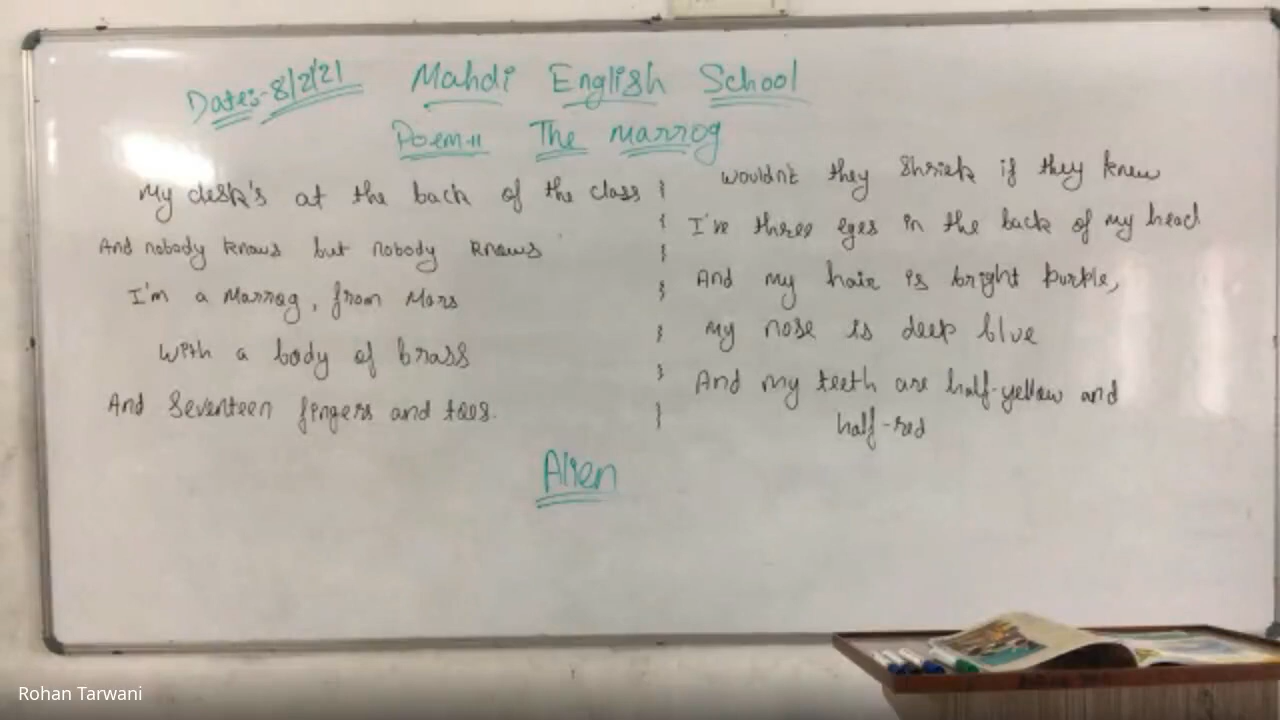 Date:-8/2/21
Mahdi English School
Poem-11 The Marrog
My desk's at the back of the class
And nobody knows but nobody knows
I'm a Marrog, from Mars
With a body of brass
And Seventeen fingers and toes.
wouldn't they Shriek if they knew
I've three eyes in the back of my head
And my hair is bright purple,
My nose is deep blue
And my teeth are half-yellow and
half-red
Alien
Rohan Tarwani